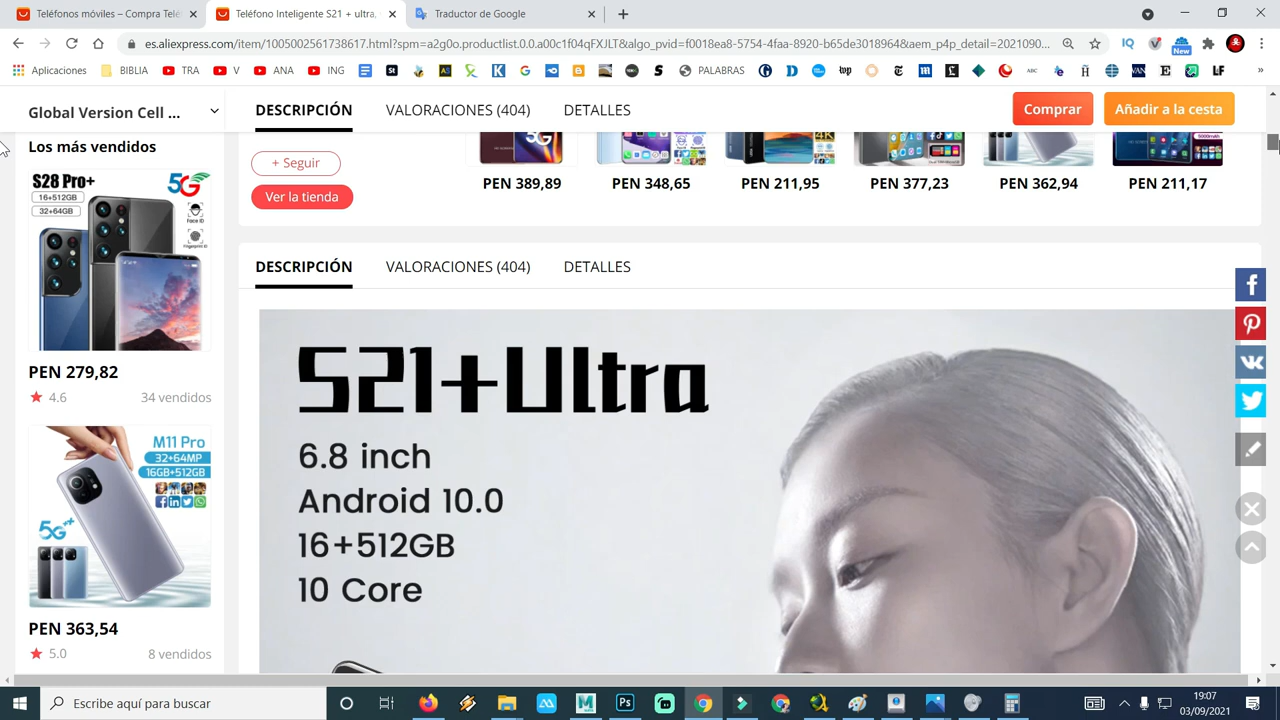 Teléfonos móviles – Compra Telé
Teléfono Inteligente S21 + ultra,
Traductor de Google
es.aliexpress.com/item/1005002561738617.html?spm=a2g0o.productlist.0.0.00c1f04qFXJLT&algo_pvid=f0018ea8-5754-4faa-8820-b65de3018964&utm_p4p_detail=2021090...
Aplicaciones BIBLIA TRA V ANA ING PALABRAS
New
Global Version Cell ...
DESCRIPCIÓN VALORACIONES (404) DETALLES
Comprar
Añadir a la cesta
Los más vendidos
+ Seguir
Ver la tienda
PEN 389,89 PEN 348,65 PEN 211,95 PEN 377,23 PEN 362,94 PEN 211,17
S28 Pro+ 5G
16+512GB
32+64GB
Face ID
DESCRIPCIÓN VALORACIONES (404) DETALLES
PEN 279,82
4.6 34 vendidos
S21+Ultra
6.8 inch
Android 10.0
16+512GB
10 Core
M11 Pro
32+64MP
16GB+512GB
5G++
PEN 363,54
5.0 8 vendidos
Escribe aquí para buscar
19:07
03/09/2021